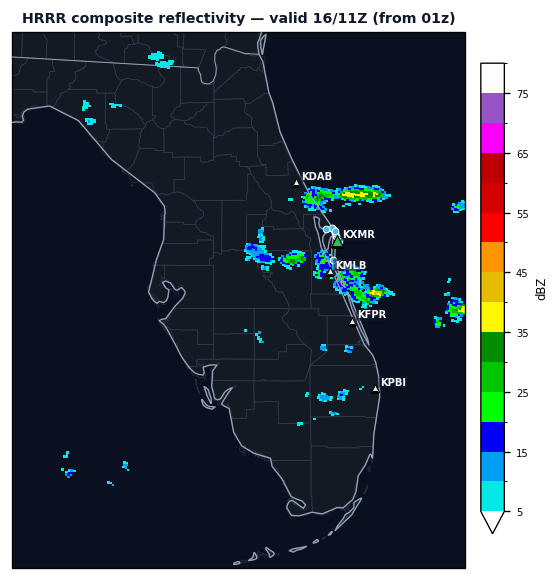 HRRR composite reflectivity — valid 16/11Z (from 01z)
75
KDAB
65
KXMR
55
KMLB
dBZ
45
KFPR
35
KPBI
25
15
5